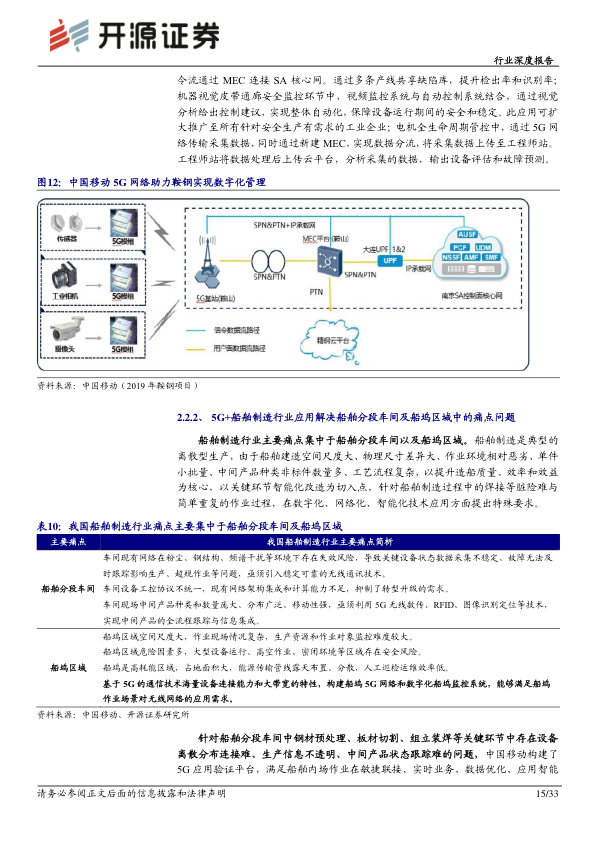 开源证券
行业深度报告
令流通过 MEC 连接 SA 核心网。通过多条产线共享缺陷库，提升检出率和识别率；
机器视觉皮带通廊安全监控环节中，视频监控系统与自动控制系统结合，通过视觉
分析给出控制建议，实现整体自动化，保障设备运行期间的安全和稳定。此应用可扩
大推广至所有针对安全生产有需求的工业企业；电机全生命周期管控中，通过 5G 网
络传输采集数据，同时通过新建 MEC，实现数据分流，将采集数据上传至工程师站。
工程师站将数据处理后上传云平台，分析采集的数据，输出设备评估和故障预测。
图12：中国移动 5G 网络助力鞍钢实现数字化管理
传感器
5G模组
工业相机
5G模组
摄像头
5G模组
SPN&PTN+IP承载网
MEC平台(鞍山)
大连UPF 1&2
UPF
IP承载网
SPN&PTN
SPN&PTN
5G基站(鞍山)
PTN
精钢云平台
AUSF
PCF UDM
NSSF AMF SMF
南京SA控制面核心网
信令数据流路径
用户面数据流路径
资料来源：中国移动（2019 年鞍钢项目）
2.2.2、 5G+船舶制造行业应用解决船舶分段车间及船坞区域中的痛点问题
船舶制造行业主要痛点集中于船舶分段车间以及船坞区域。船舶制造是典型的
离散型生产，由于船舶建造空间尺度大、物理尺寸差异大、作业环境相对恶劣、单件
小批量、中间产品种类非标件数量多、工艺流程复杂，以提升造船质量、效率和效益
为核心，以关键环节智能化改造为切入点，针对船舶制造过程中的焊接等脏险难与
简单重复的作业过程，在数字化、网络化、智能化技术应用方面提出特殊要求。
表10：我国船舶制造行业痛点主要集中于船舶分段车间及船坞区域
主要痛点 我国船舶制造行业主要痛点简析
车间现有网络在粉尘、钢结构、频谱干扰等环境下存在失效风险，导致关键设备状态数据采集不稳定、故障无法及
时跟踪影响生产、超规作业等问题，亟须引入稳定可靠的无线通讯技术。
船舶分段车间 车间设备工控协议不统一，现有网络架构集成和计算能力不足，抑制了转型升级的需求。
车间现场中间产品种类和数量庞大、分布广泛、移动性强，亟须利用 5G 无线数传、RFID、图像识别定位等技术，
实现中间产品的全流程跟踪与信息集成。
船坞区域空间尺度大，作业现场情况复杂，生产资源和作业对象监控难度较大。
船坞区域危险因素多，大型设备运行、高空作业、密闭环境等区域存在安全风险。
船坞区域 船坞是高耗能区域，占地面积大，能源传输管线露天布置、分散，人工巡检运维效率低。
基于 5G 的通信技术海量设备连接能力和大带宽的特性，构建船坞 5G 网络和数字化船坞监控系统，能够满足船坞
作业场景对无线网络的应用需求。
资料来源：中国移动、开源证券研究所
针对船舶分段车间中钢材预处理、板材切割、组立装焊等关键环节中存在设备
离散分布连接难、生产信息不透明、中间产品状态跟踪难的问题，中国移动构建了
5G 应用验证平台，满足船舶内场作业在敏捷联接、实时业务、数据优化、应用智能
请务必参阅正文后面的信息披露和法律声明 15/33